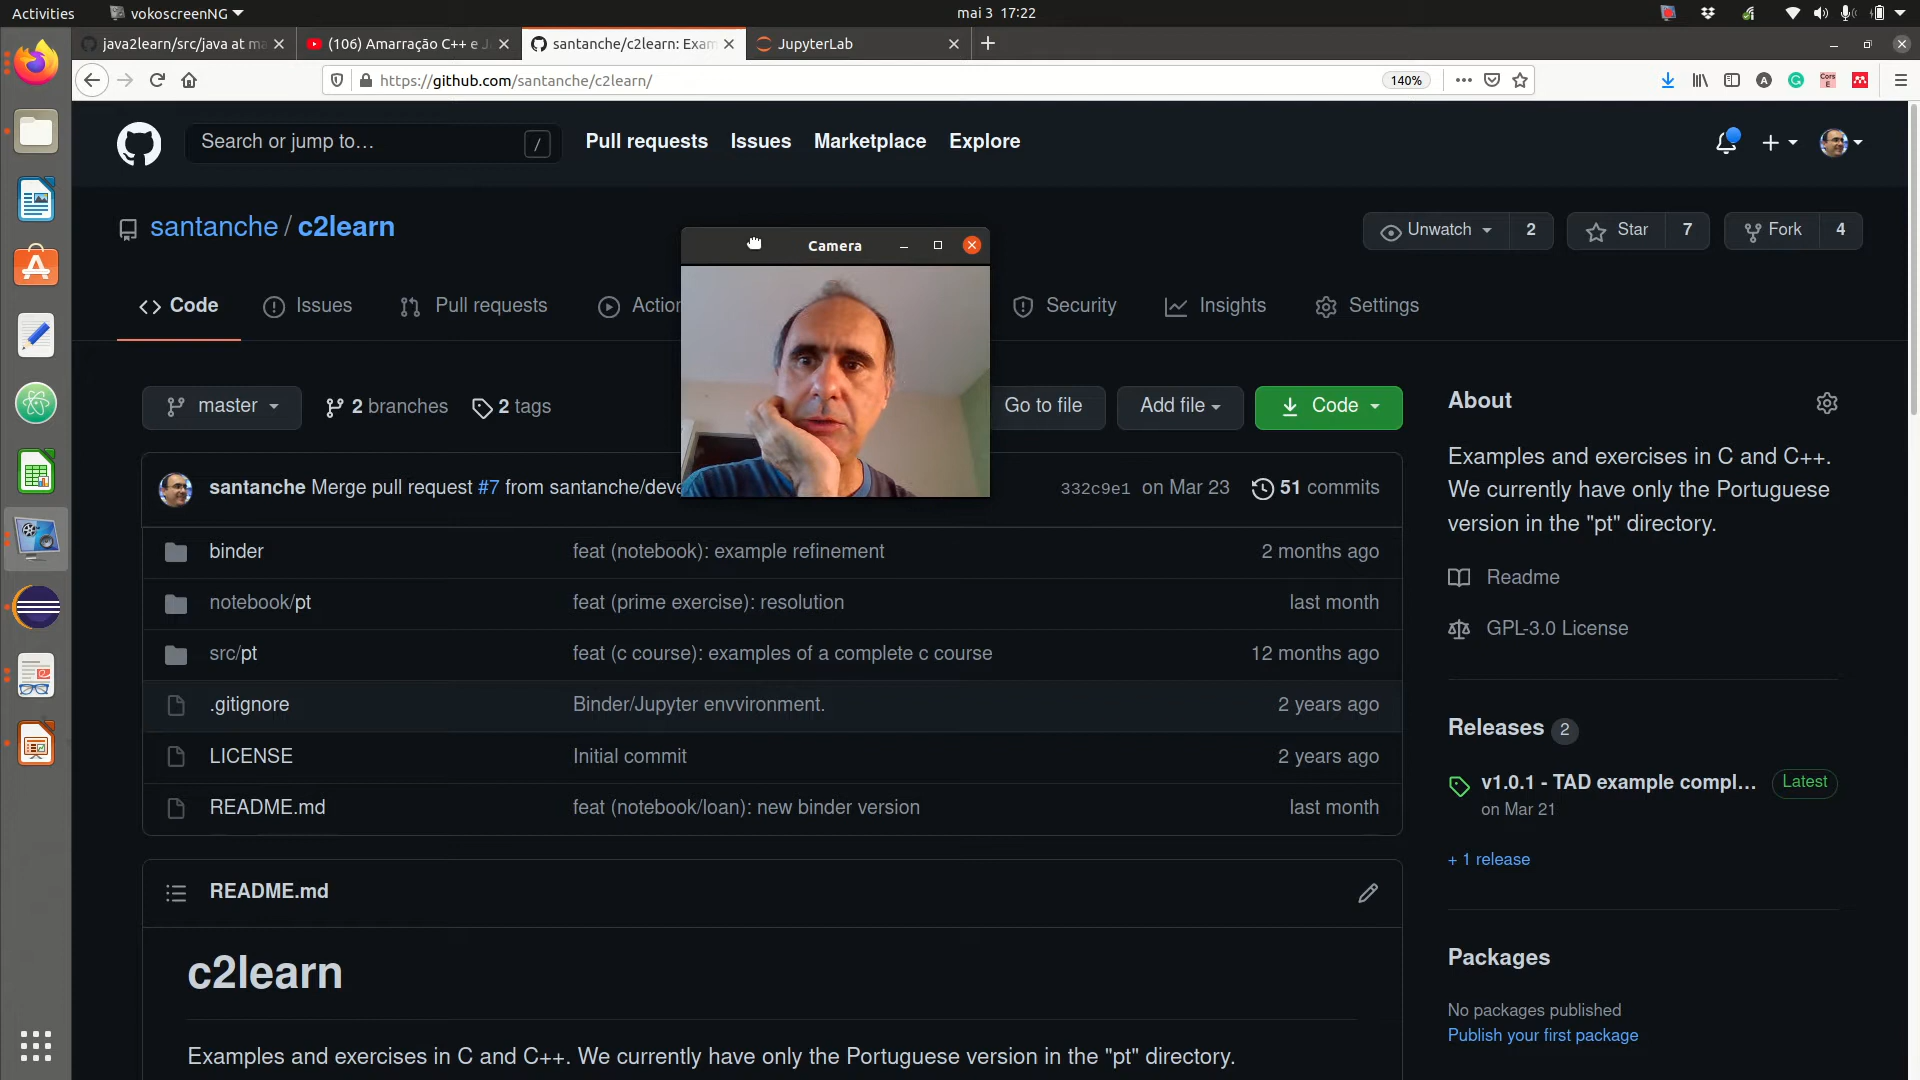 Activities
vokoscreenNG
mai 3 17:22
java2learn/src/java at ma
(106) Amarração C++ e J
santanche/c2learn: Exam
JupyterLab
https://github.com/santanche/c2learn/
140%
Search or jump to…
/
Pull requests
Issues
Marketplace
Explore
santanche / c2learn
Unwatch
2
Star
7
Fork
4
Camera
Code
Issues
Pull requests
Action
Security
Insights
Settings
master
2 branches
2 tags
Go to file
Add file
Code
About
Examples and exercises in C and C++.
We currently have only the Portuguese
version in the "pt" directory.
santanche Merge pull request #7 from santanche/deve
332c9e1 on Mar 23
51 commits
binder
feat (notebook): example refinement
2 months ago
notebook/pt
feat (prime exercise): resolution
last month
src/pt
feat (c course): examples of a complete c course
12 months ago
.gitignore
Binder/Jupyter envvironment.
2 years ago
LICENSE
Initial commit
2 years ago
README.md
feat (notebook/loan): new binder version
last month
Readme
GPL-3.0 License
Releases 2
v1.0.1 - TAD example compl...
Latest
on Mar 21
+ 1 release
README.md
c2learn
Examples and exercises in C and C++. We currently have only the Portuguese version in the "pt" directory.
Packages
No packages published
Publish your first package